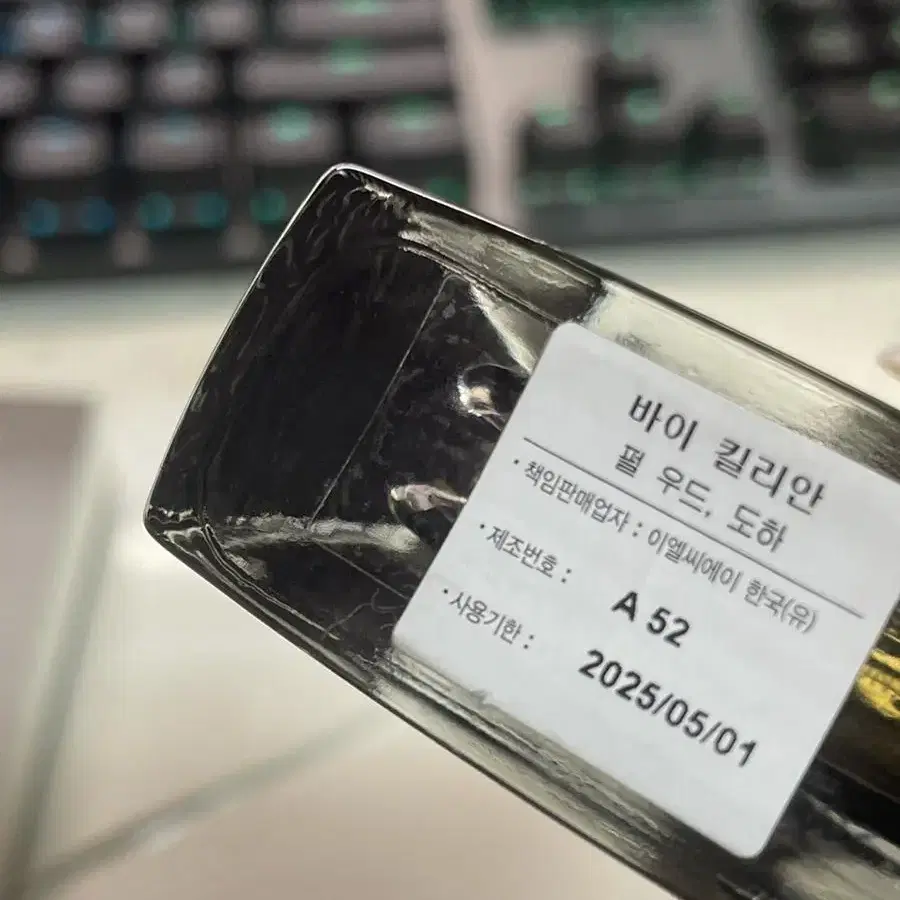 바이 킬리안
펄 우드, 도하
· 책임판매업자 : 이엘씨에이 한국(유)
· 제조번호 : A 52
· 사용기한 : 2025/05/01